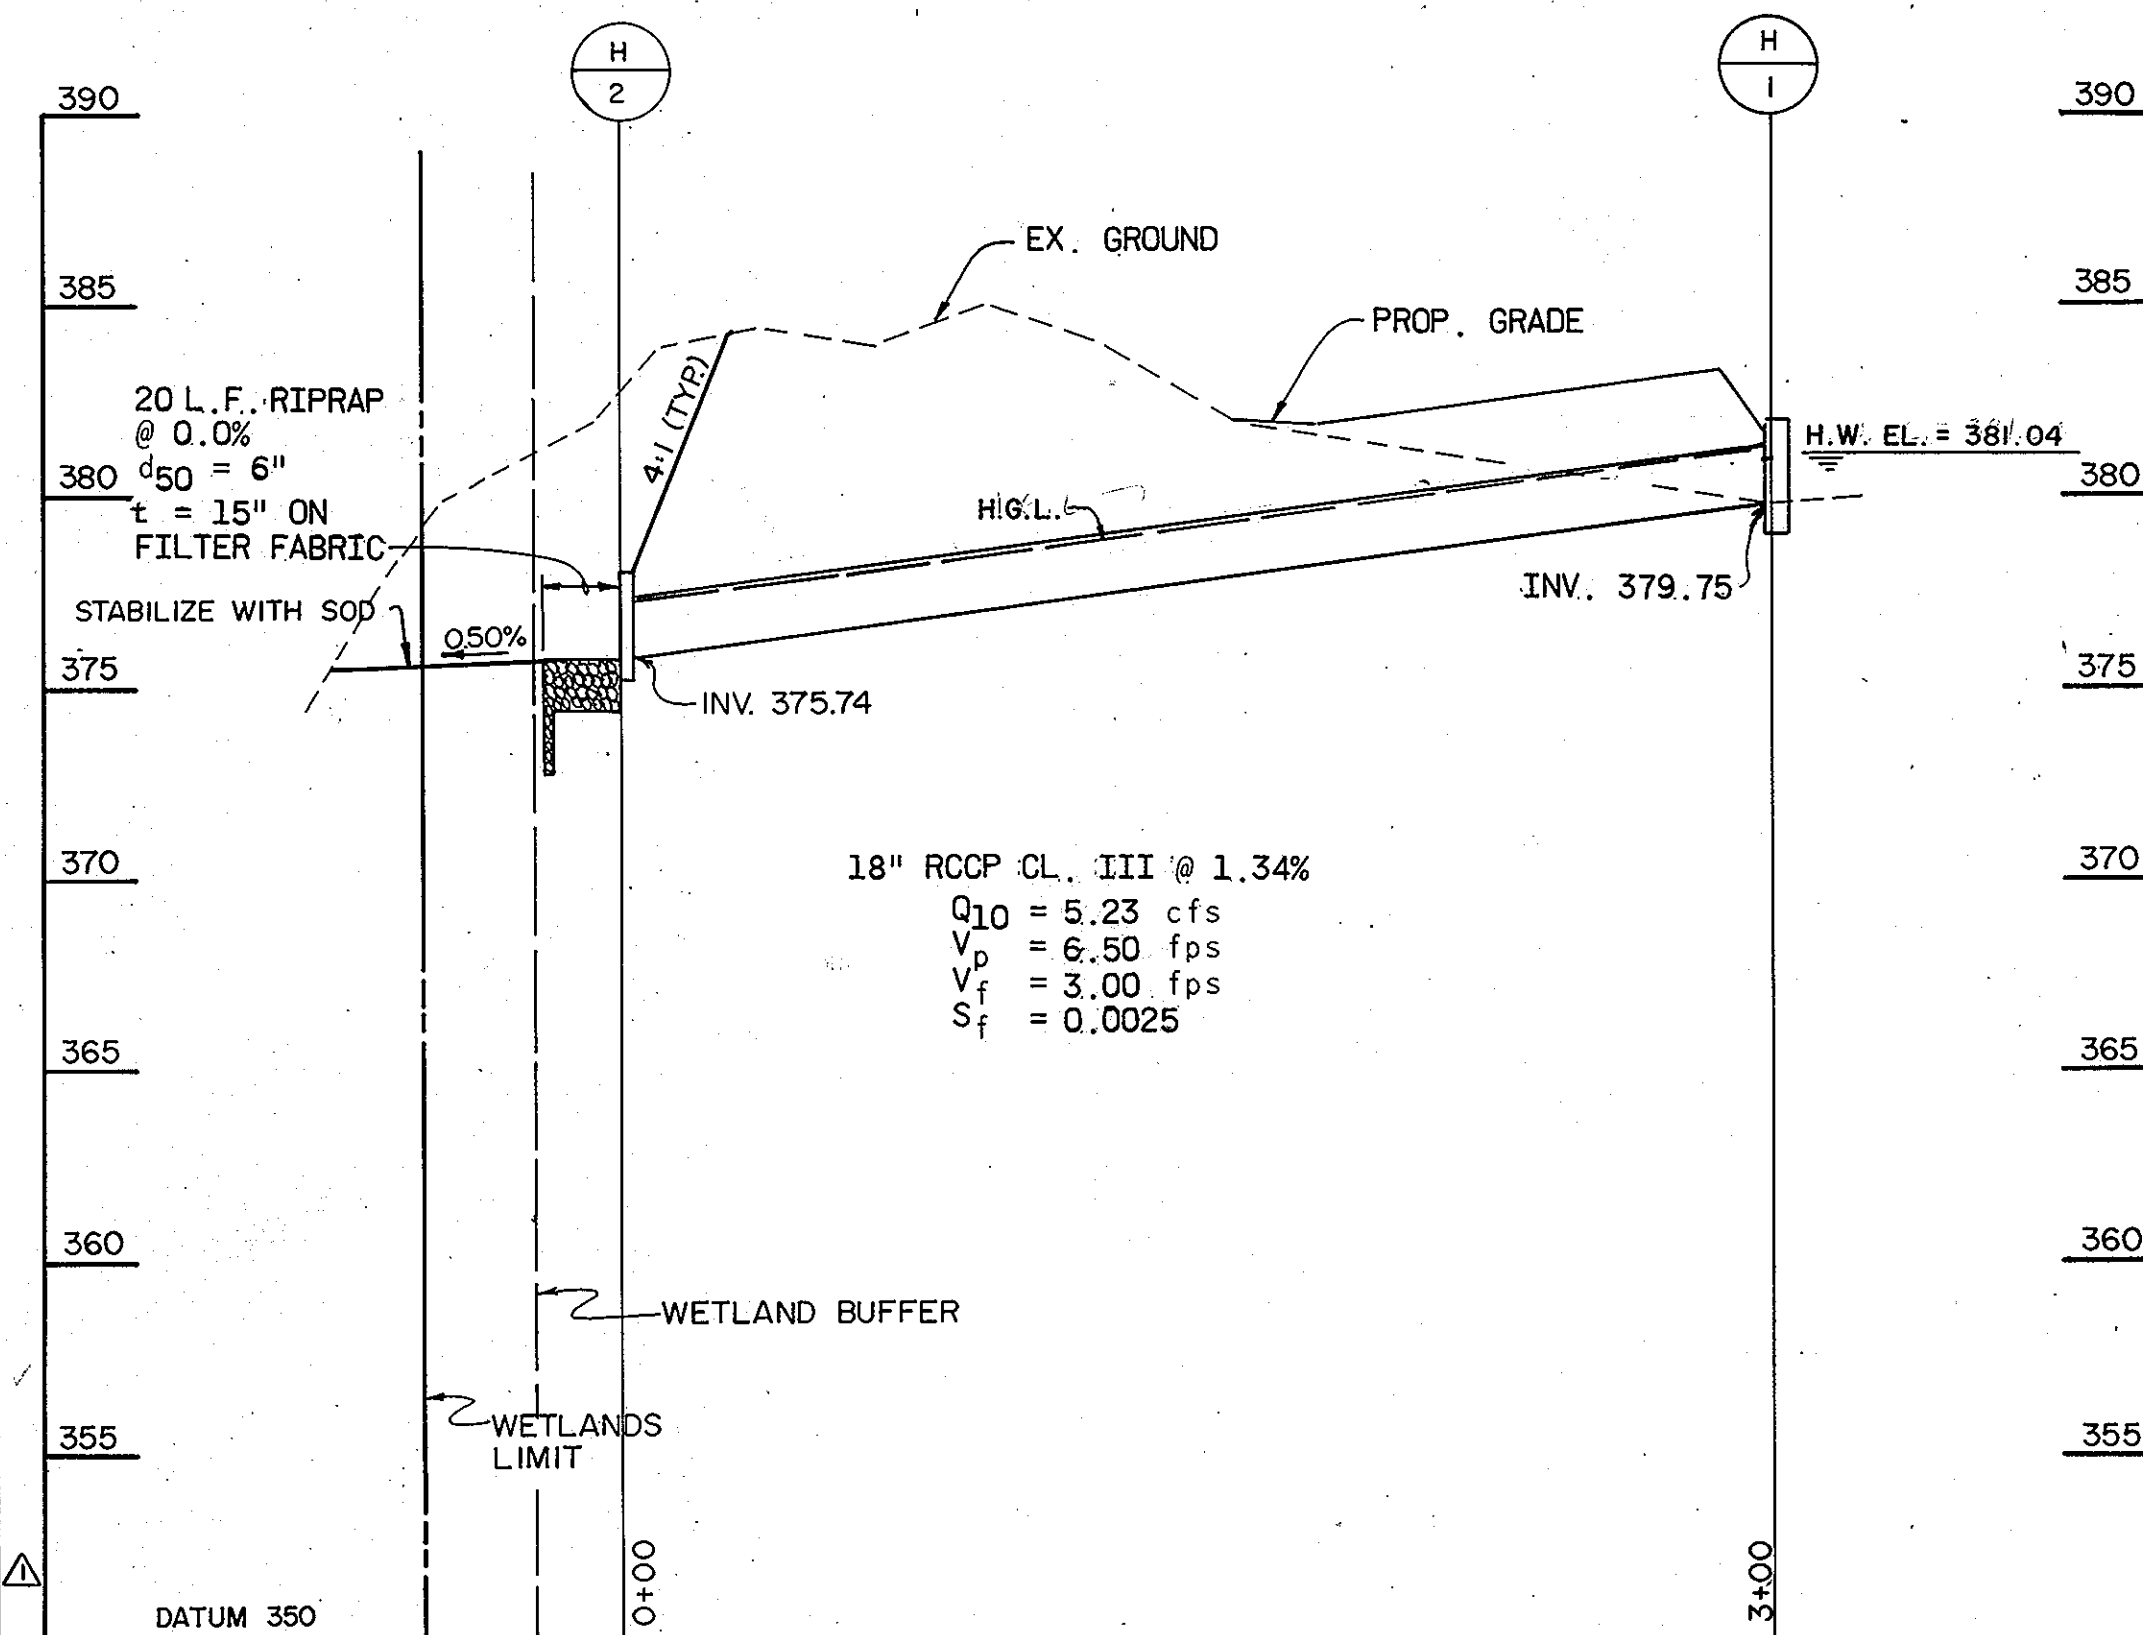 H
2
H
1
390
390
EX. GROUND
385
385
PROP. GRADE
20 L.F. RIPRAP
@ 0.0%
d50 = 6"
t = 15" ON
FILTER FABRIC
4:1 (TYP.)
H.W. EL. = 381.04
380
380
H.G.L.
INV. 379.75
STABILIZE WITH SOD
0.50%
375
375
INV. 375.74
370
370
18" RCCP CL. III @ 1.34%
Q10 = 5.23 cfs
Vp = 6.50 fps
Vf = 3.00 fps
Sf = 0.0025
365
365
360
360
WETLAND BUFFER
WETLANDS
LIMIT
355
355
1
0+00
3+00
DATUM 350